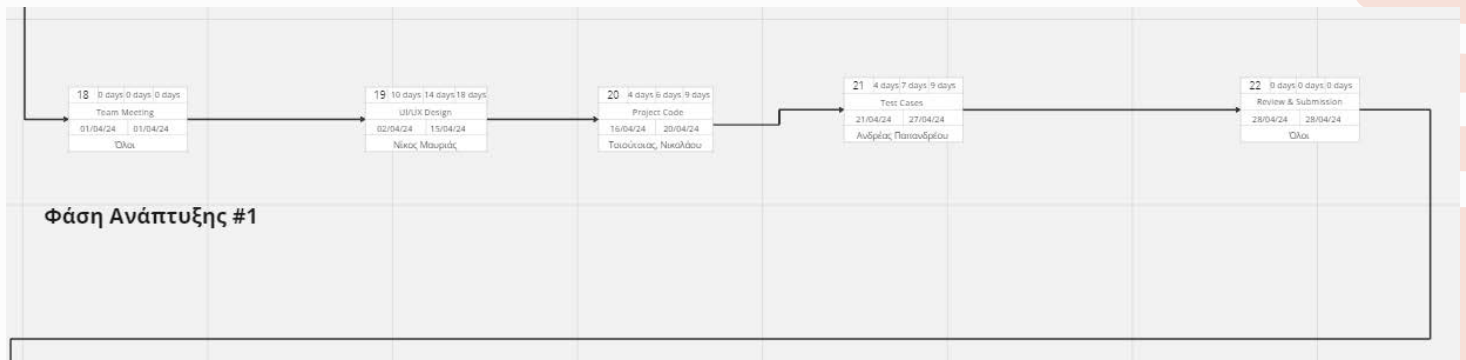 18 0 days 0 days 0 days
Team Meeting
01/04/24 01/04/24
Όλοι
19 10 days 14 days 18 days
UI/UX Design
02/04/24 15/04/24
Νίκος Μαυριάς
20 4 days 6 days 9 days
Project Code
16/04/24 20/04/24
Τσιούτσιας, Νικολάου
21 4 days 7 days 9 days
Test Cases
21/04/24 27/04/24
Ανδρέας Παπανδρέου
22 0 days 0 days 0 days
Review & Submission
28/04/24 28/04/24
Όλοι
Φάση Ανάπτυξης #1